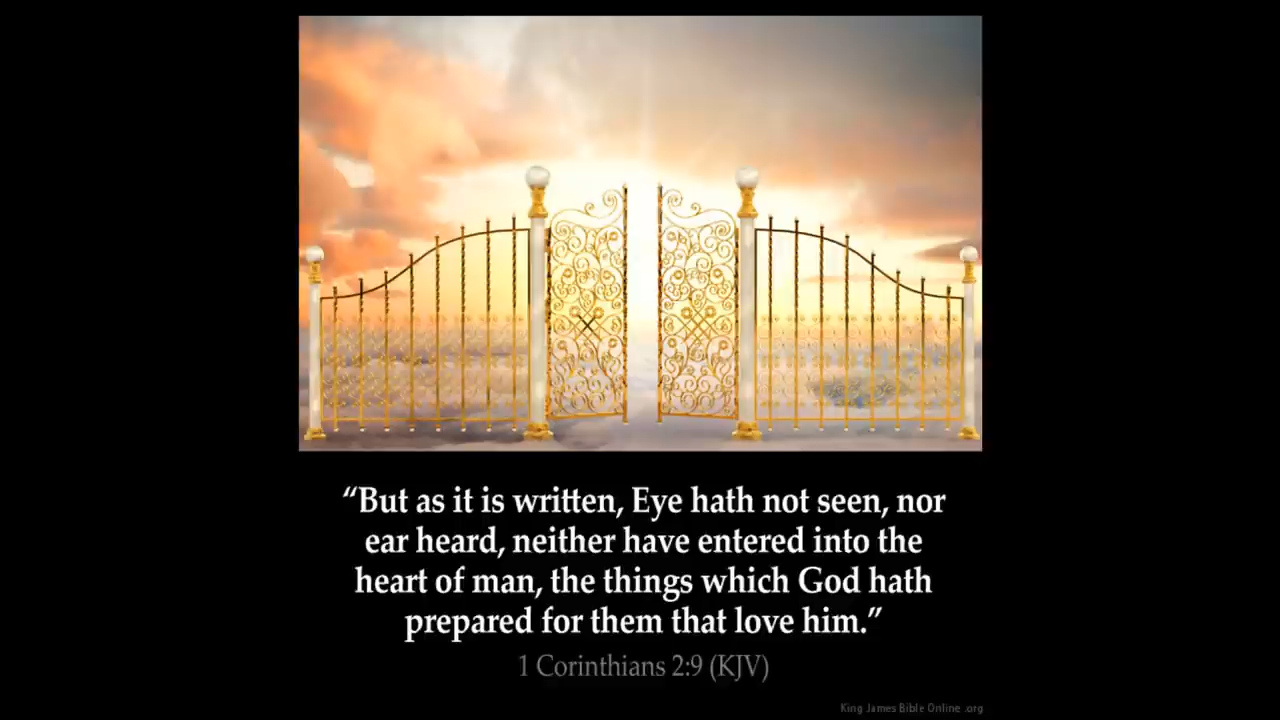 “But as it is written, Eye hath not seen, nor
ear heard, neither have entered into the
heart of man, the things which God hath
prepared for them that love him.”
1 Corinthians 2:9 (KJV)
King James Bible Online .org